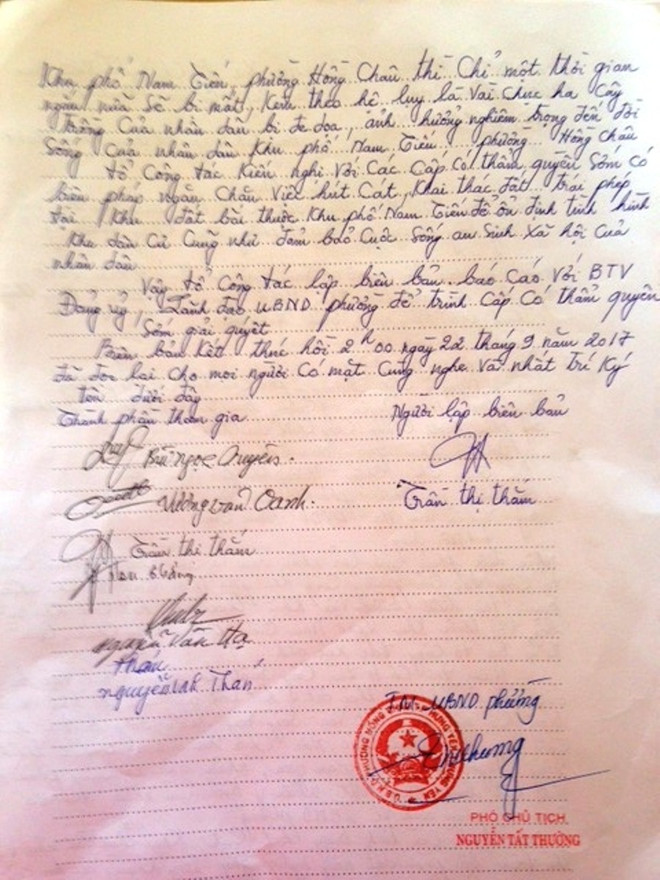 Khu phố Nam Tiến, phường Hồng Châu thì chỉ một thời gian
ngắn nữa sẽ bị mất, kèm theo hệ lụy là vài chục ha cây
trồng của nhân dân bị đe dọa, ảnh hưởng nghiêm trọng đến đời
sống của nhân dân khu phố Nam Tiến phường Hồng Châu
Tổ công tác kiến nghị với các cấp có thẩm quyền sớm có
biện pháp ngăn chặn việc hút cát, khai thác đất trái phép
tại khu đất bãi thuộc khu phố Nam Tiến để ổn định tình hình
khu dân cư cũng như đảm bảo cuộc sống an sinh xã hội của
nhân dân
Vậy tổ công tác lập biên bản báo cáo với BTV
Đảng ủy, Lãnh đạo UBND phường để trình cấp có thẩm quyền
sớm giải quyết
Biên bản kết thúc hồi 2h00 ngày 22 tháng 9 năm 2017
đã đọc lại cho mọi người có mặt cùng nghe và nhất trí ký
tên dưới đây
Thành phần tham gia
Người lập biên bản
Ngọc
Trần Thị Thắm
Vương Văn Oanh
Trần Thị Thắm
Nguyễn Văn Hạ
Nguyễn Thân
TM UBND phường
PHÓ CHỦ TỊCH
NGUYỄN TẤT THƯỜNG